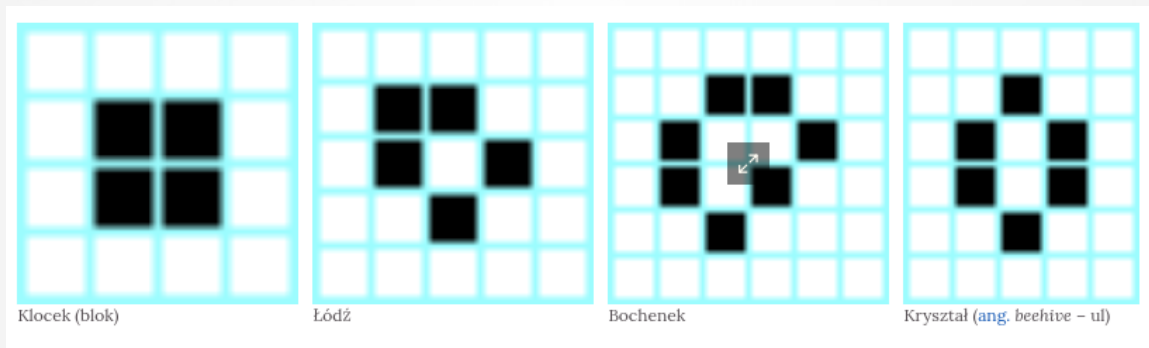 Klocek (blok)
Łódź
Bochenek
Kryształ (ang. beehive – ul)